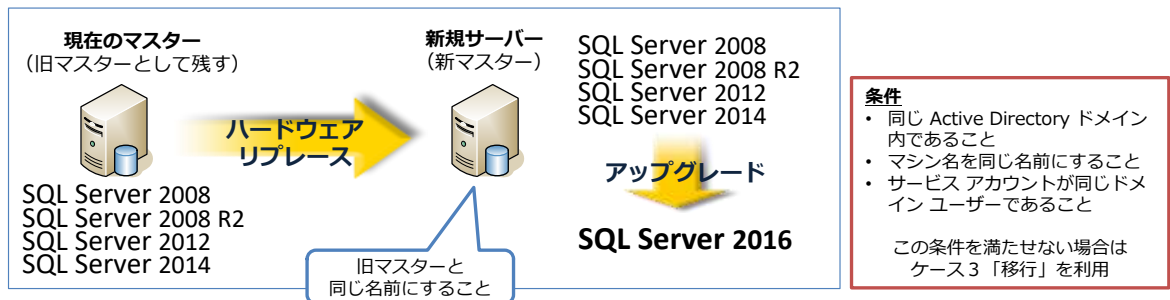 現在のマスター
（旧マスターとして残す）
ハードウェア
リプレース
SQL Server 2008
SQL Server 2008 R2
SQL Server 2012
SQL Server 2014
新規サーバー
（新マスター）
旧マスターと
同じ名前にすること
SQL Server 2008
SQL Server 2008 R2
SQL Server 2012
SQL Server 2014
アップグレード
SQL Server 2016
条件
• 同じ Active Directory ドメイン
内であること
• マシン名を同じ名前にすること
• サービス アカウントが同じドメ
イン ユーザーであること
この条件を満たせない場合は
ケース３「移行」を利用